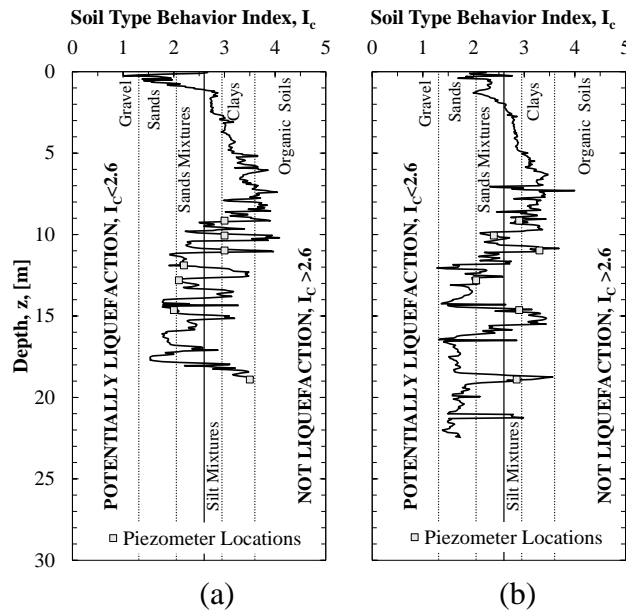 Soil Type Behavior Index, I_c
Soil Type Behavior Index, I_c
0 1 2 3 4 5
0 1 2 3 4 5
Depth, z, [m]
0
5
10
15
20
25
30
POTENTIALLY LIQUEFACTION, I_C<2.6
Gravel
Sands
Sands Mixtures
Silt Mixtures
Clays
Organic Soils
NOT LIQUEFACTION, I_C >2.6
Piezometer Locations
(a)
POTENTIALLY LIQUEFACTION, I_C<2.6
Gravel
Sands
Sands Mixtures
Silt Mixtures
Clays
Organic Soils
NOT LIQUEFACTION, I_C >2.6
Piezometer Locations
(b)